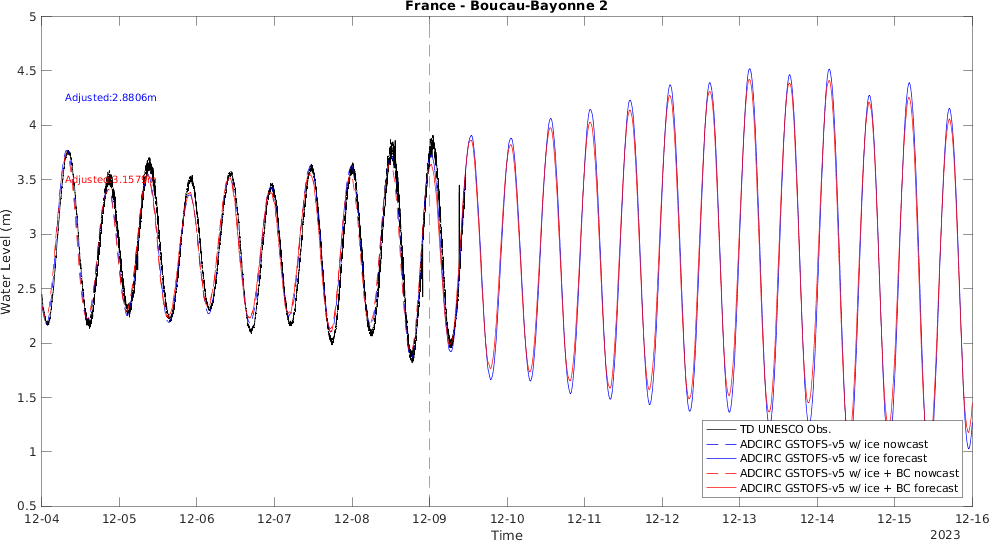 France - Boucau-Bayonne 2
5
4.5
4
3.5
3
2.5
2
1.5
1
0.5
Water Level (m)
Adjusted:2.8806m
Adjusted:3.1575m
TD UNESCO Obs.
ADCIRC GSTOFS-v5 w/ ice nowcast
ADCIRC GSTOFS-v5 w/ ice forecast
ADCIRC GSTOFS-v5 w/ ice + BC nowcast
ADCIRC GSTOFS-v5 w/ ice + BC forecast
12-04 12-05 12-06 12-07 12-08 12-09 12-10 12-11 12-12 12-13 12-14 12-15 12-16
Time
2023